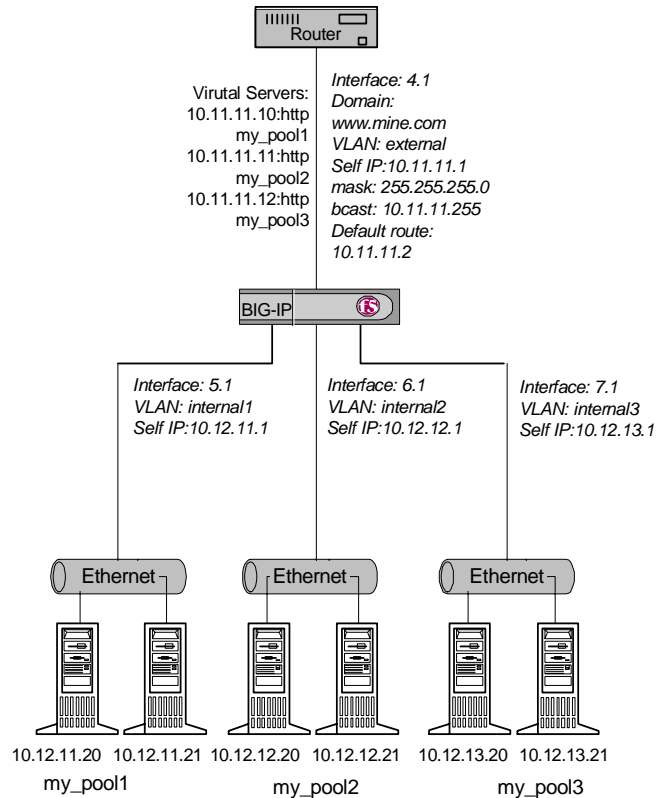 Router
Virutal Servers:
10.11.11.10:http
my_pool1
10.11.11.11:http
my_pool2
10.11.11.12:http
my_pool3
Interface: 4.1
Domain:
www.mine.com
VLAN: external
Self IP:10.11.11.1
mask: 255.255.255.0
bcast: 10.11.11.255
Default route:
10.11.11.2
BIG-IP
f5
Interface: 5.1
VLAN: internal1
Self IP:10.12.11.1
Interface: 6.1
VLAN: internal2
Self IP:10.12.12.1
Interface: 7.1
VLAN: internal3
Self IP:10.12.13.1
Ethernet
Ethernet
Ethernet
10.12.11.20
10.12.11.21
10.12.12.20
10.12.12.21
10.12.13.20
10.12.13.21
my_pool1
my_pool2
my_pool3